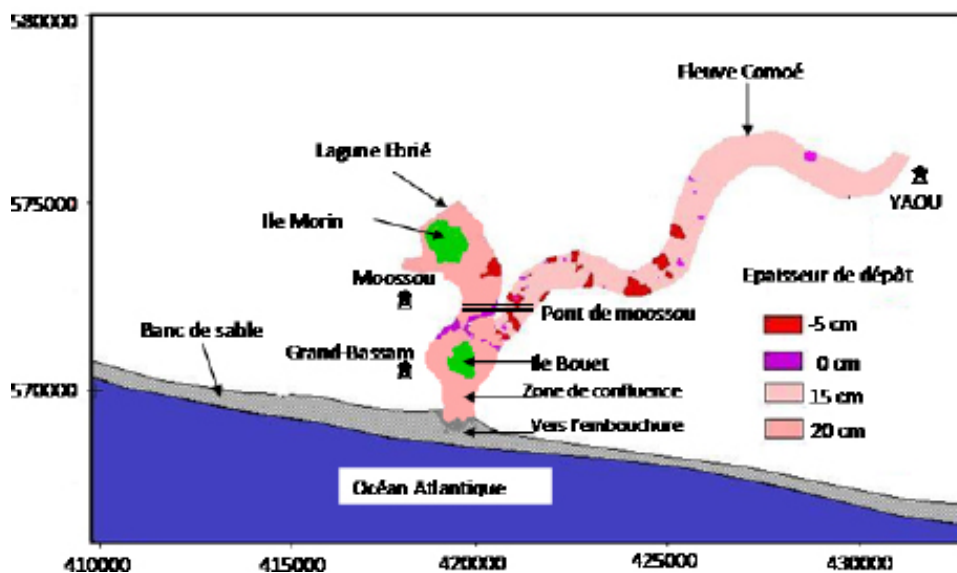 580000
Fleuve Comoé
Lagune Ebrié
575000
Ile Morin
YAOU
Moossou
Epaisseur de dépôt
-5 cm
Pont de moossou
Banc de sable
Grand-Bassam
0 cm
Ile Bouet
570000
Zone de confluence
15 cm
Vers l'embouchure
20 cm
Océan Atlantique
410000 415000 420000 425000 430000